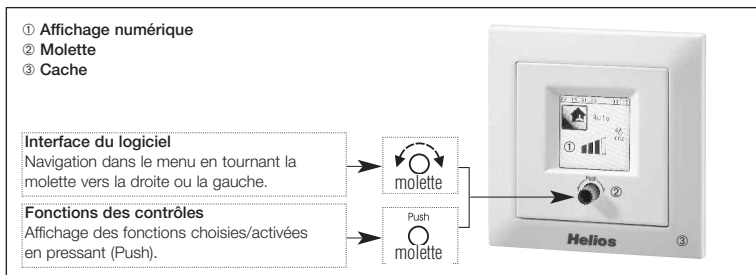 ① Affichage numérique
② Molette
③ Cache
Interface du logiciel
Navigation dans le menu en tournant la
molette vers la droite ou la gauche.
molette
Fonctions des contrôles
Affichage des fonctions choisies/activées
en pressant (Push).
Push
molette
Auto
①
Push
②
Helios
③